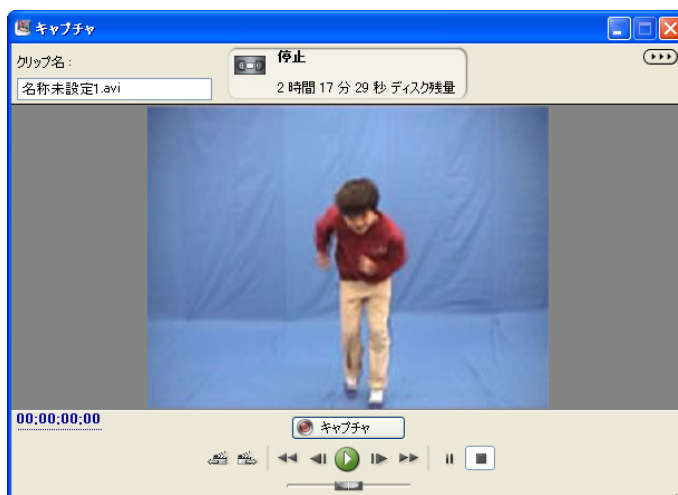 キャプチャ
クリップ名 :
停止
名称未設定1.avi
2 時間 17 分 29 秒 ディスク残量
00;00;00;00
キャプチャ